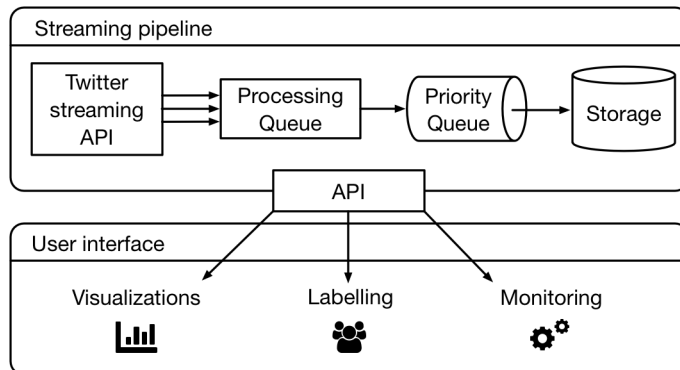 Streaming pipeline
Twitter
streaming
API
Processing
Queue
Priority
Queue
Storage
API
User interface
Visualizations
Labelling
Monitoring